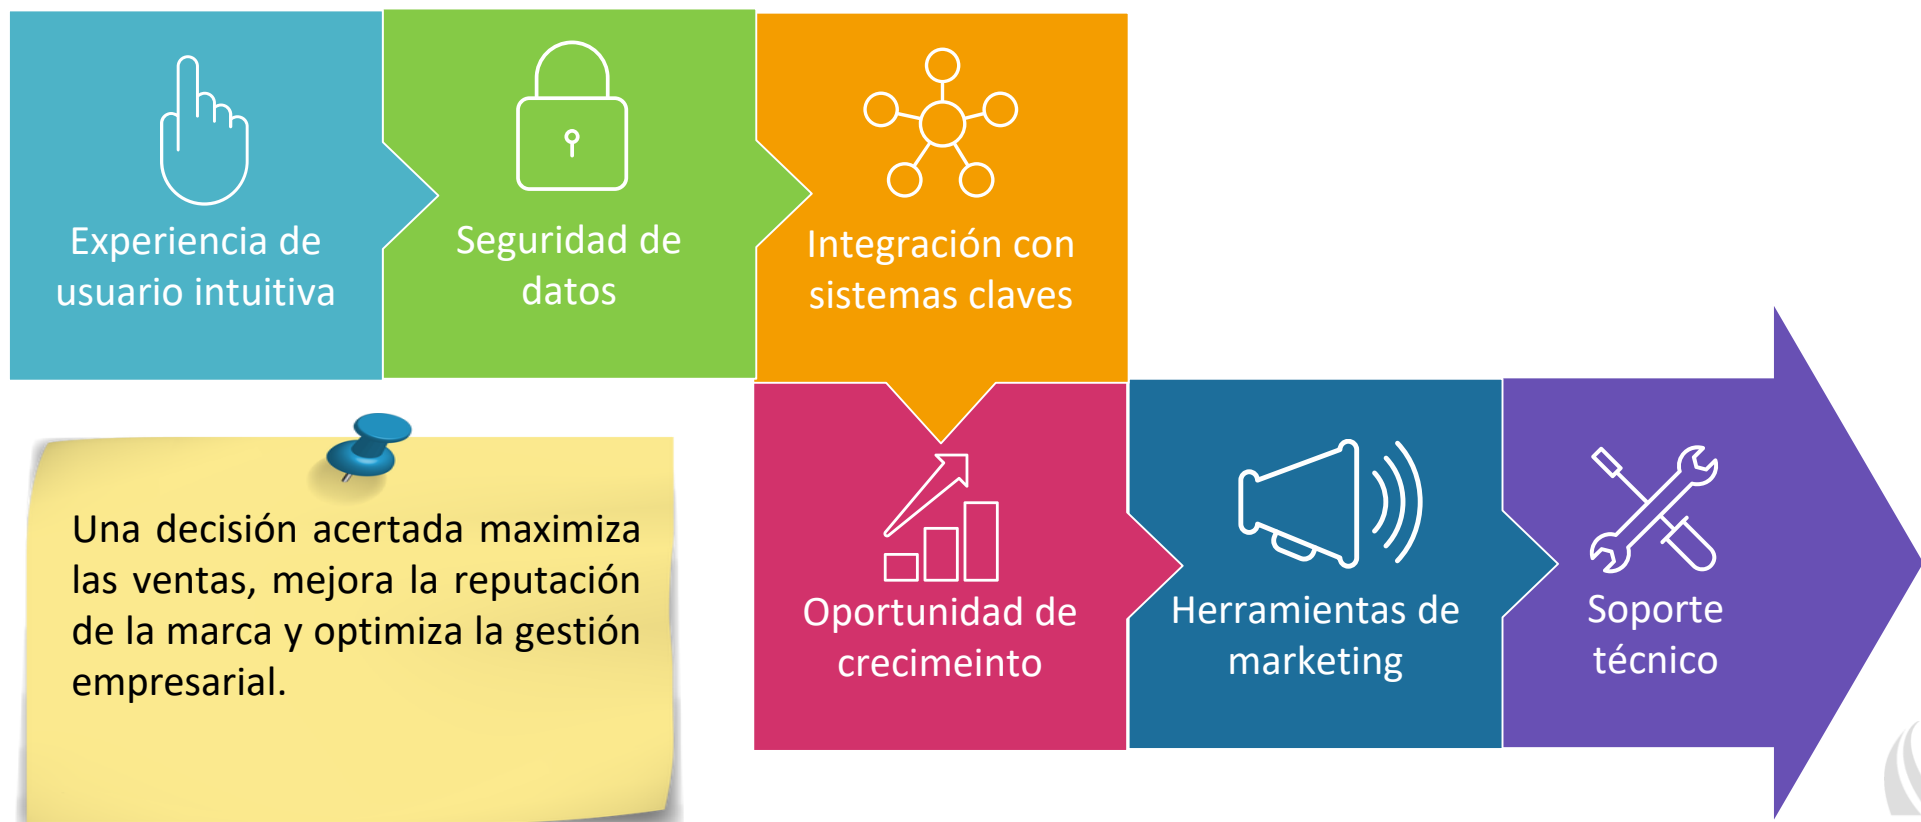 Experiencia de
usuario intuitiva
Seguridad de
datos
Integración con
sistemas claves
Oportunidad de
crecimeinto
Herramientas de
marketing
Soporte
técnico
Una decisión acertada maximiza
las ventas, mejora la reputación
de la marca y optimiza la gestión
empresarial.